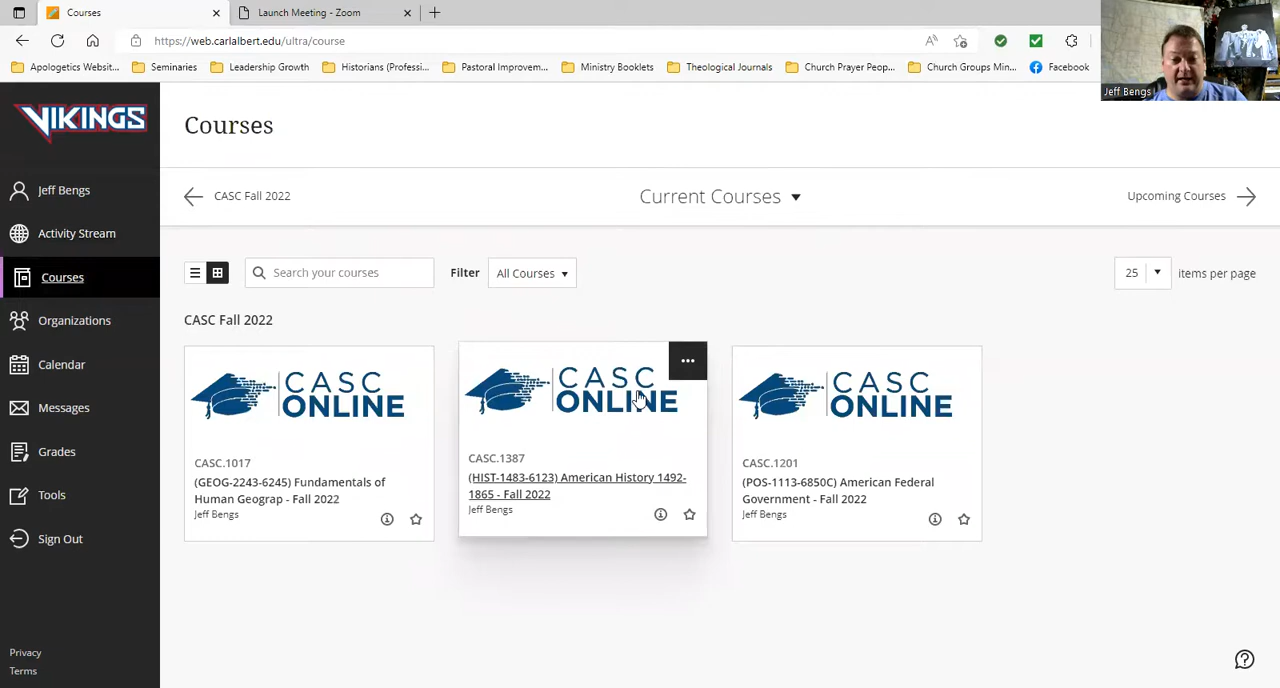 Courses
Launch Meeting - Zoom
https://web.carlalbert.edu/ultra/course
Apologetics Websit...
Seminaries
Leadership Growth
Historians (Professi...
Finance Improvem...
Ministry Booklets
Theological Journals
Church Prayer Peop...
Church Groups Min...
Facebook
Jeff Bengs
VIKINGS
Jeff Bengs
Activity Stream
Courses
Organizations
Calendar
Messages
Grades
Tools
Sign Out
Privacy
Terms
Courses
CASC Fall 2022
Current Courses
Upcoming Courses
Search your courses
Filter
All Courses
25
items per page
CASC Fall 2022
CASC
ONLINE
CASC.1017
(GEOG-2243-6245) Fundamentals of
Human Geograp - Fall 2022
Jeff Bengs
CASC
ONLINE
CASC.1387
(HIST-1483-6123) American History 1492-
1865 - Fall 2022
Jeff Bengs
CASC
ONLINE
CASC.1201
(POS-1113-6850C) American Federal
Government - Fall 2022
Jeff Bengs